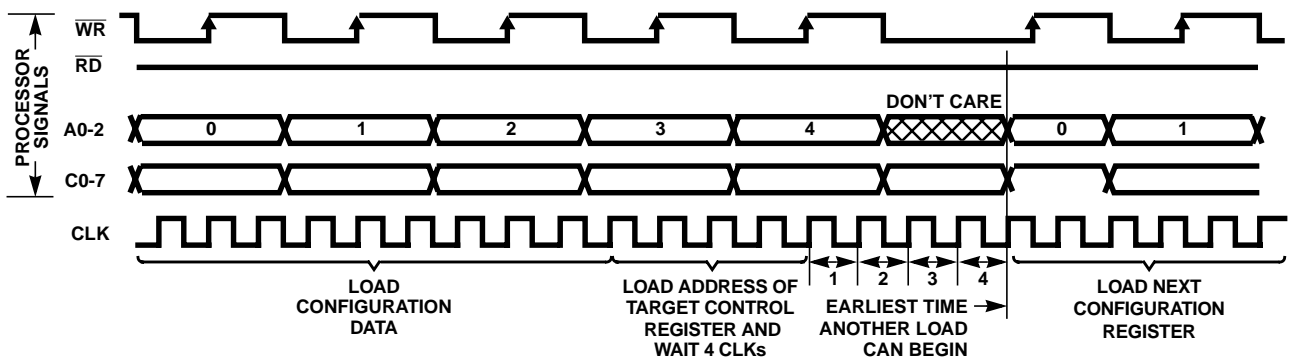 PROCESSOR
SIGNALS
WR
RD
DON'T CARE
A0-2
0 1 2 3 4 0 1
C0-7
CLK
1 2 3 4
LOAD
CONFIGURATION
DATA
LOAD ADDRESS OF
TARGET CONTROL
REGISTER AND
WAIT 4 CLKs
EARLIEST TIME
ANOTHER LOAD
CAN BEGIN
LOAD NEXT
CONFIGURATION
REGISTER